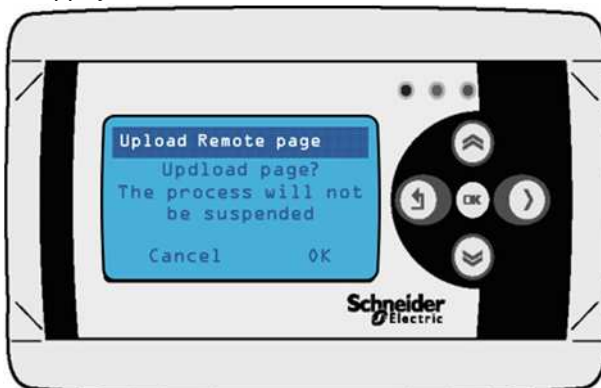 Upload Remote page
Updload page?
The process will not
be suspended
Cancel OK
OK
Schneider
Electric